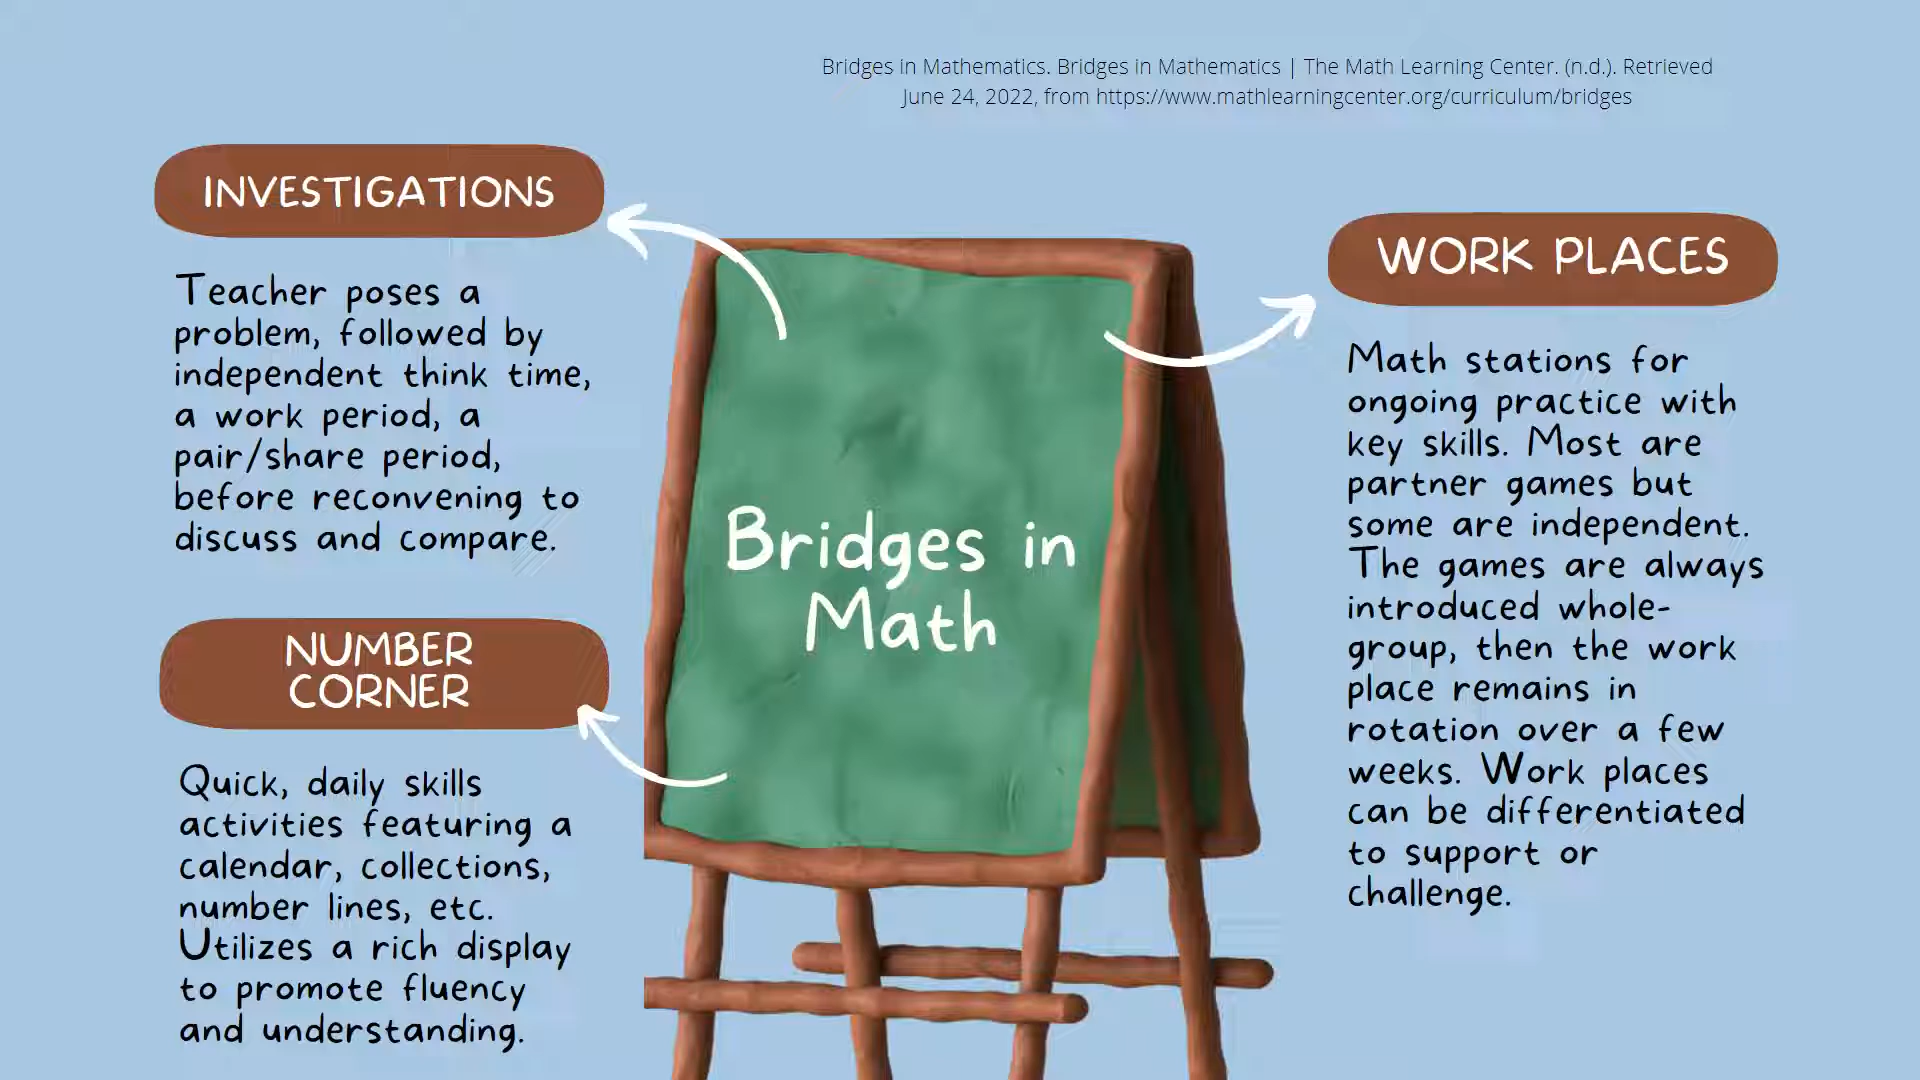 Bridges in Mathematics. Bridges in Mathematics | The Math Learning Center. (n.d.). Retrieved
June 24, 2022, from https://www.mathlearningcenter.org/curriculum/bridges
INVESTIGATIONS
Teacher poses a
problem, followed by
independent think time,
a work period, a
pair/share period,
before reconvening to
discuss and compare.
NUMBER
CORNER
Quick, daily skills
activities featuring a
calendar, collections,
number lines, etc.
Utilizes a rich display
to promote fluency
and understanding.
Bridges in
Math
WORK PLACES
Math stations for
ongoing practice with
key skills. Most are
partner games but
some are independent.
The games are always
introduced whole-
group, then the work
place remains in
rotation over a few
weeks. Work places
can be differentiated
to support or
challenge.